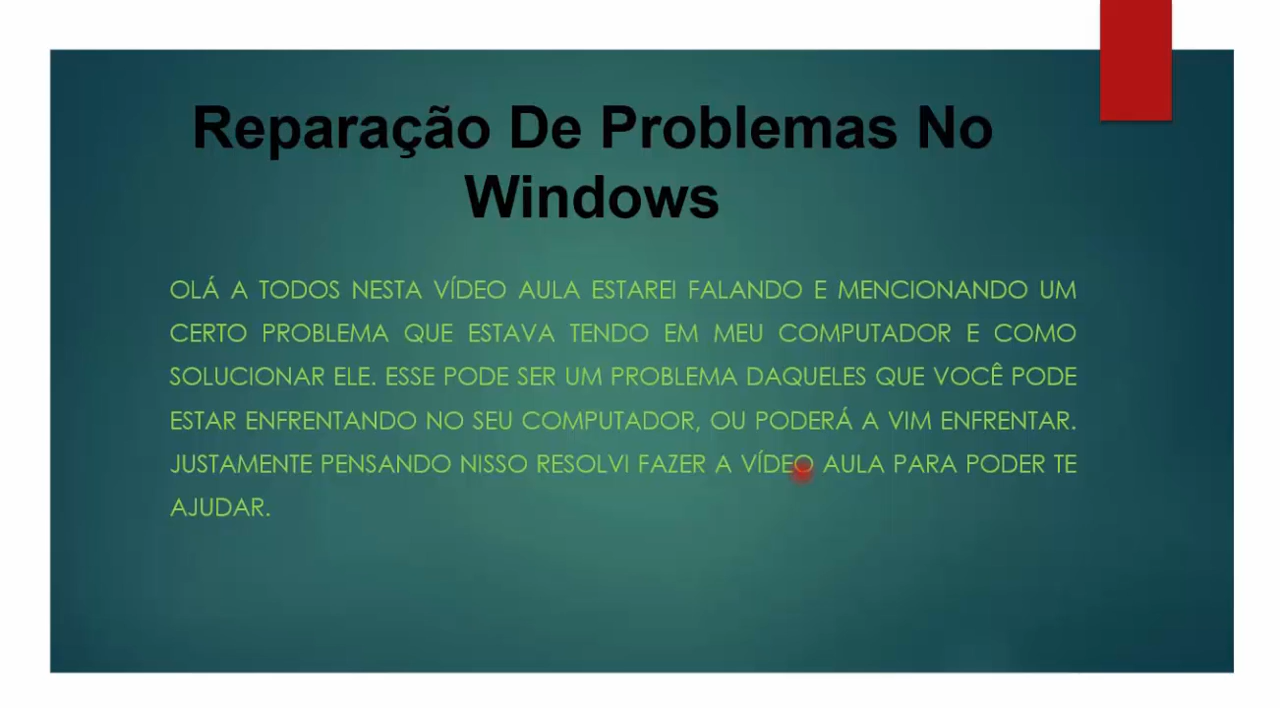 Reparação De Problemas No
Windows
OLÁ A TODOS NESTA VÍDEO AULA ESTAREI FALANDO E MENCIONANDO UM
CERTO PROBLEMA QUE ESTAVA TENDO EM MEU COMPUTADOR E COMO
SOLUCIONAR ELE. ESSE PODE SER UM PROBLEMA DAQUELES QUE VOCÊ PODE
ESTAR ENFRENTANDO NO SEU COMPUTADOR, OU PODERÁ A VIM ENFRENTAR.
JUSTAMENTE PENSANDO NISSO RESOLVI FAZER A VÍDEO AULA PARA PODER TE
AJUDAR.